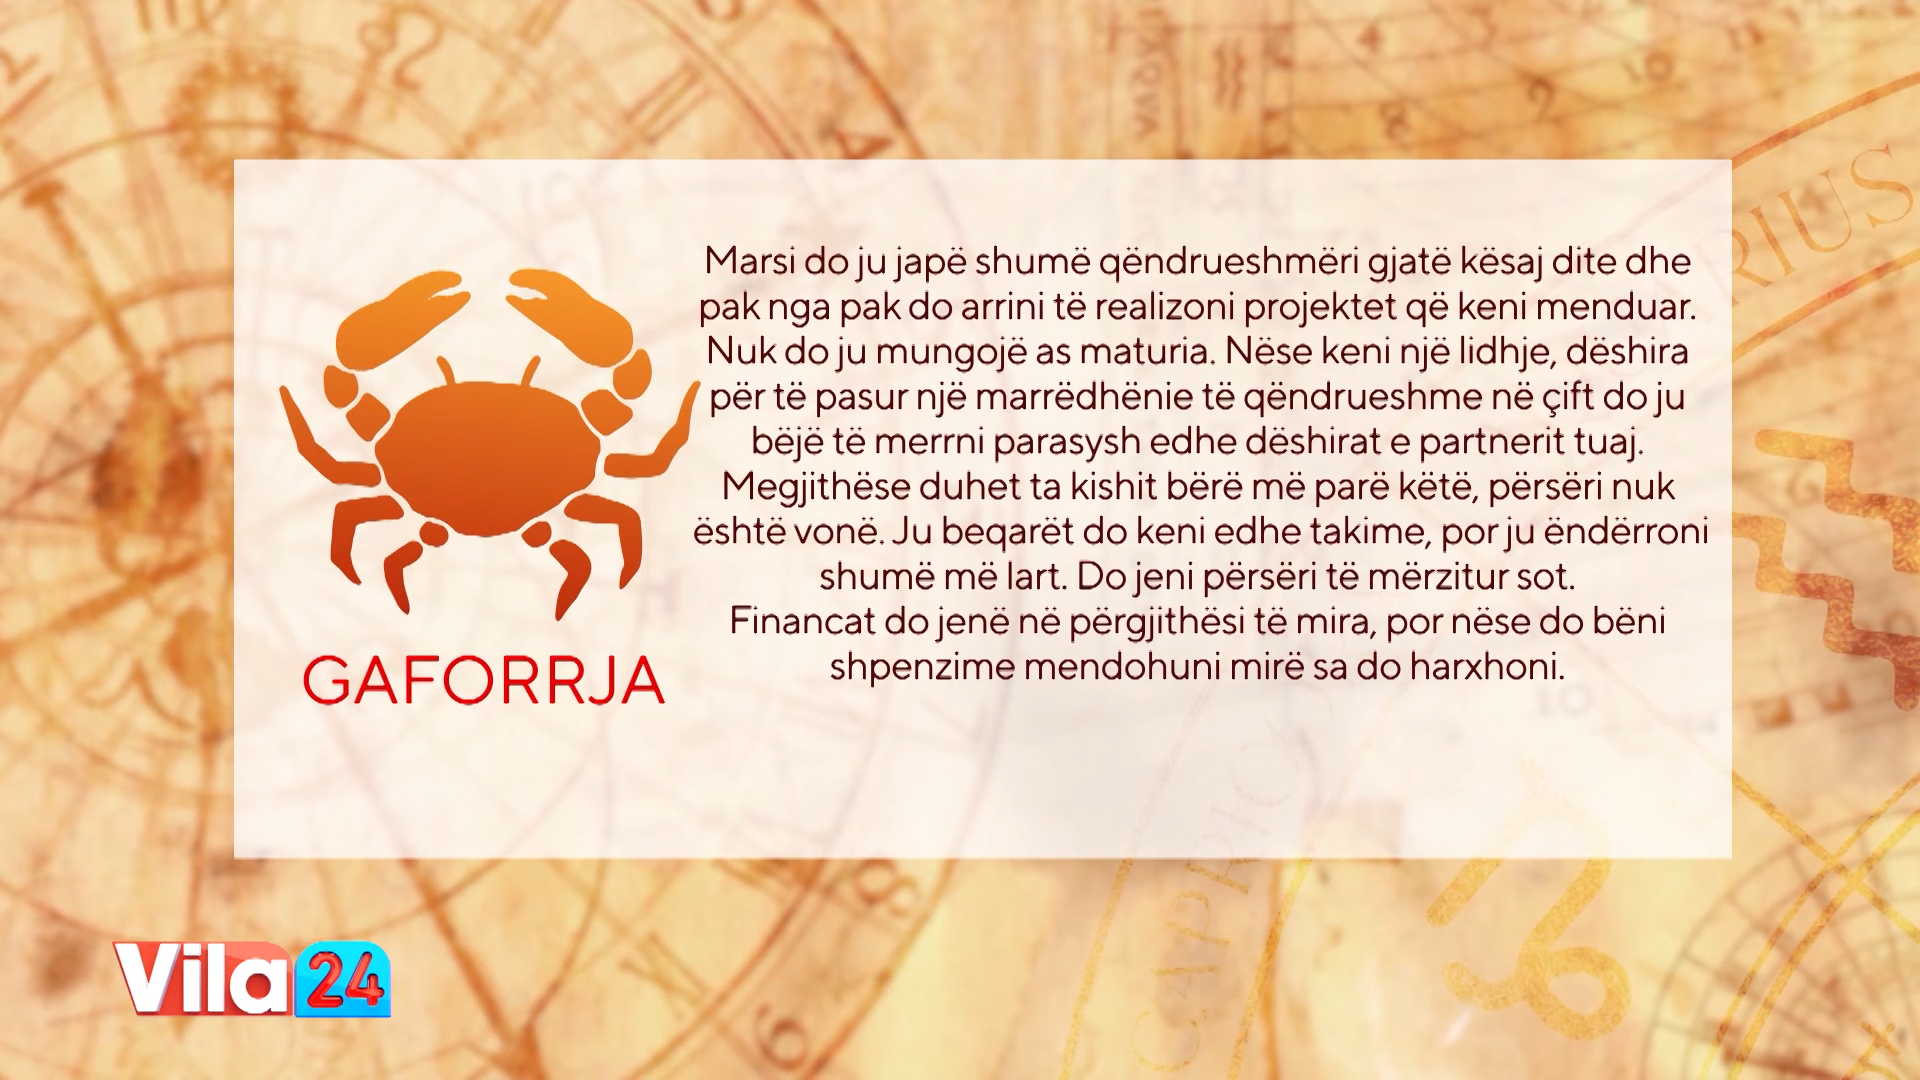 Marsi do ju japë shumë qëndrueshmëri gjatë kësaj dite dhe
pak nga pak do arrini të realizoni projektet që keni menduar.
Nuk do ju mungojë as maturia. Nëse keni një lidhje, dëshira
për të pasur një marrëdhënie të qëndrueshme në çift do ju
bëjë të merrni parasysh edhe dëshirat e partnerit tuaj.
Megjithëse duhet ta kishit bërë më parë këtë, përsëri nuk
është vonë. Ju beqarët do keni edhe takime, por ju ëndërroni
shumë më lart. Do jeni përsëri të mërzitur sot.
Financat do jenë në përgjithësi të mira, por nëse do bëni
shpenzime mendohuni mirë sa do harxhoni.
GAFORRJA
Vila 24